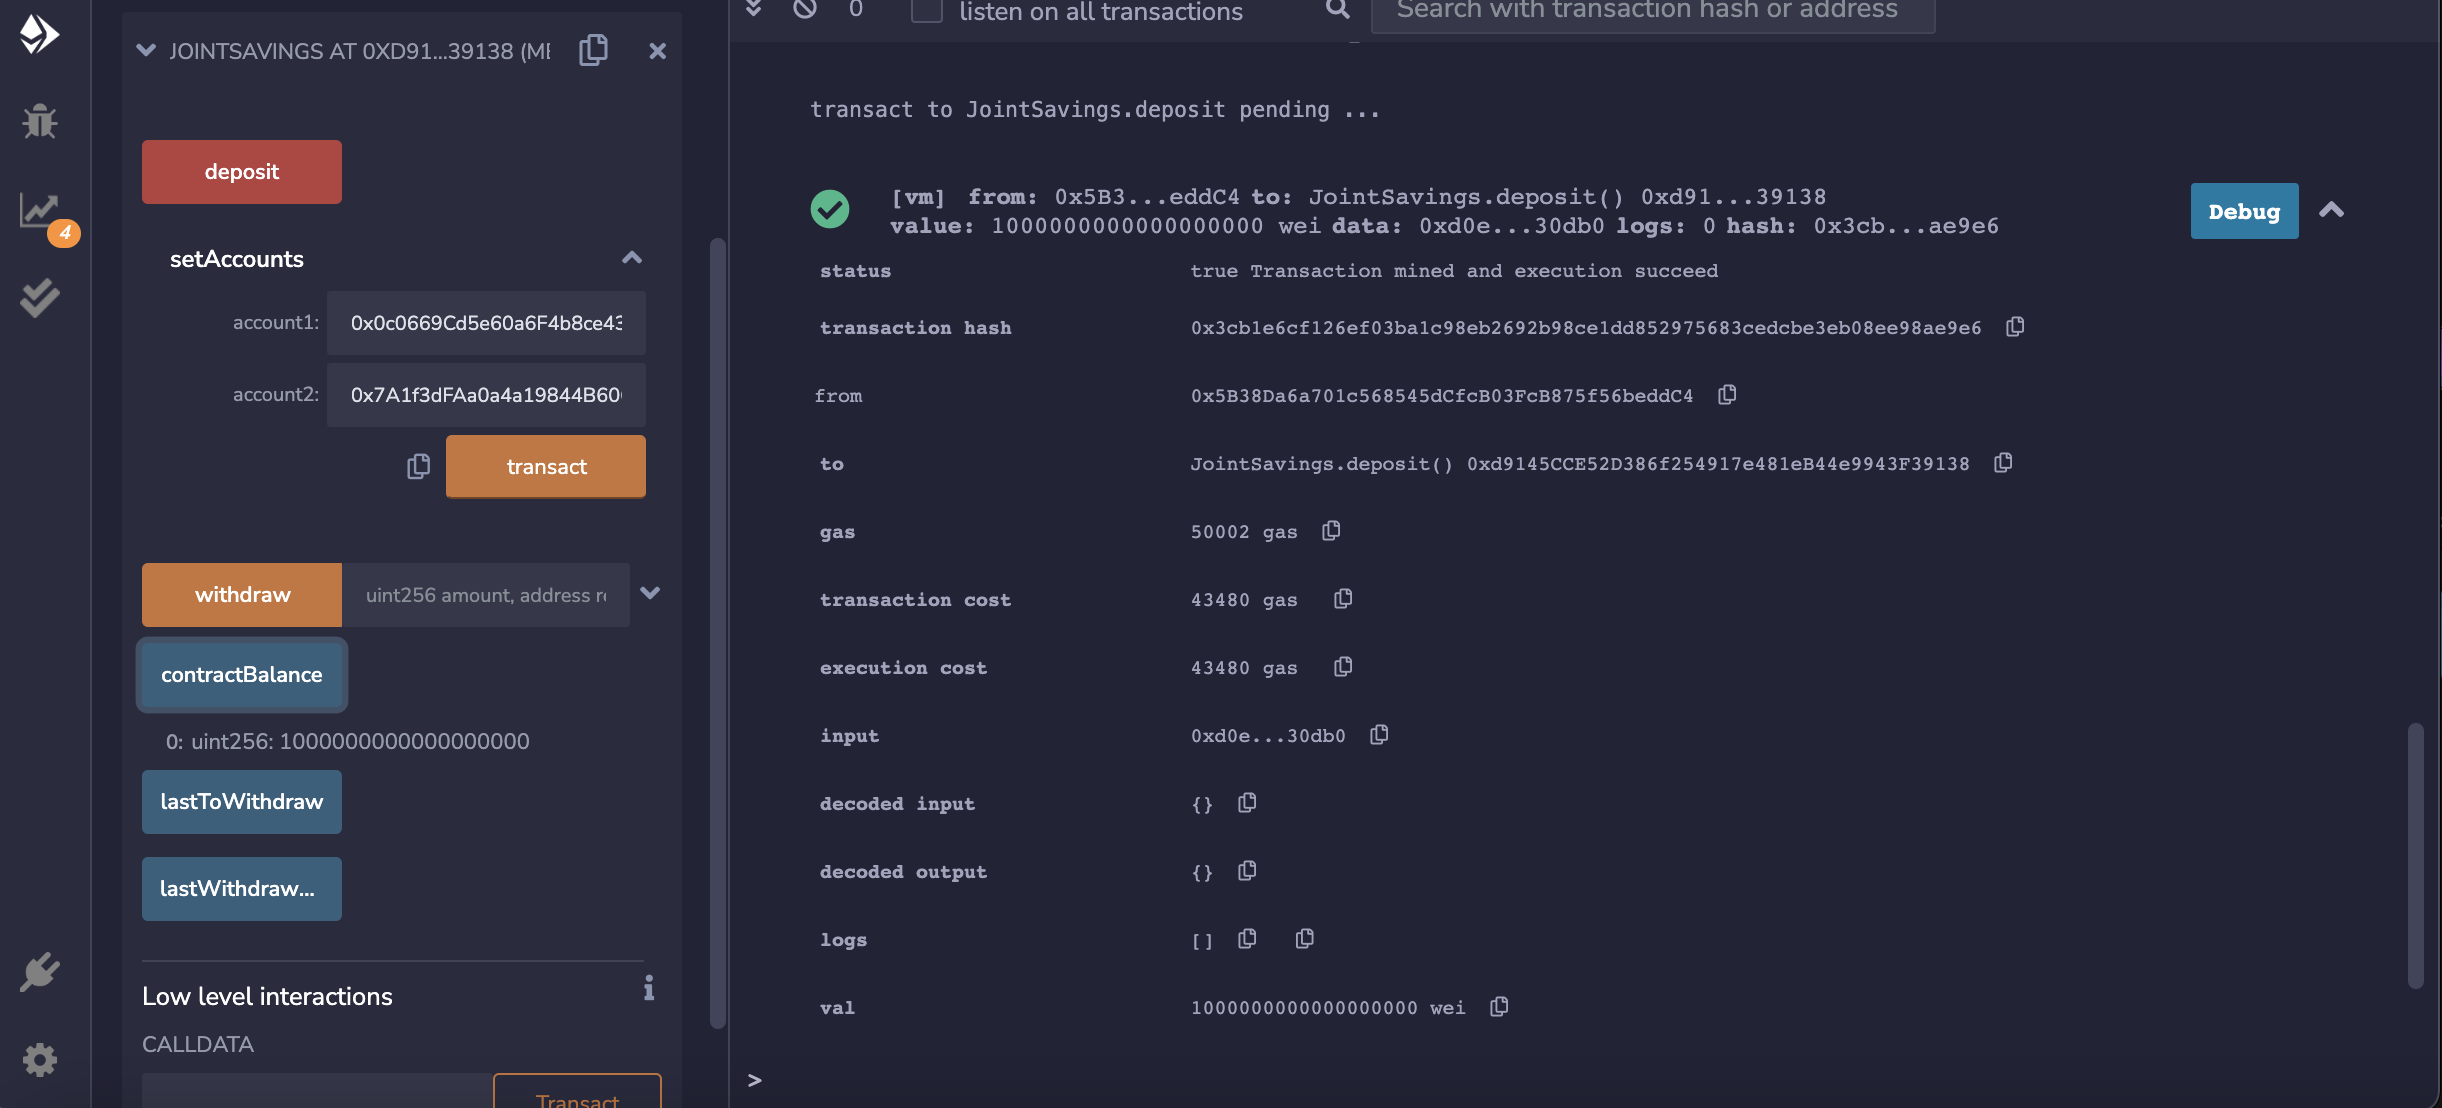 4
JOINTSAVINGS AT 0XD91...39138 (ME
deposit
setAccounts
account1: 0x0c0669Cd5e60a6F4b8ce43
account2: 0x7A1f3dFAa0a4a19844B60
transact
withdraw uint256 amount, address re
contractBalance
0: uint256: 1000000000000000000
lastToWithdraw
lastWithdraw...
Low level interactions
CALLDATA
Transact
0 listen on all transactions Search with transaction hash or address
transact to JointSavings.deposit pending ...
[vm] from: 0x5B3...eddC4 to: JointSavings.deposit() 0xd91...39138
value: 1000000000000000000 wei data: 0xd0e...30db0 logs: 0 hash: 0x3cb...ae9e6
Debug
status true Transaction mined and execution succeed
transaction hash 0x3cb1e6cf126ef03ba1c98eb2692b98ce1dd852975683cedcbe3eb08ee98ae9e6
from 0x5B38Da6a701c568545dCfcB03FcB875f56beddC4
to JointSavings.deposit() 0xd9145CCE52D386f254917e481eB44e9943F39138
gas 50002 gas
transaction cost 43480 gas
execution cost 43480 gas
input 0xd0e...30db0
decoded input {}
decoded output {}
logs []
val 1000000000000000000 wei
>